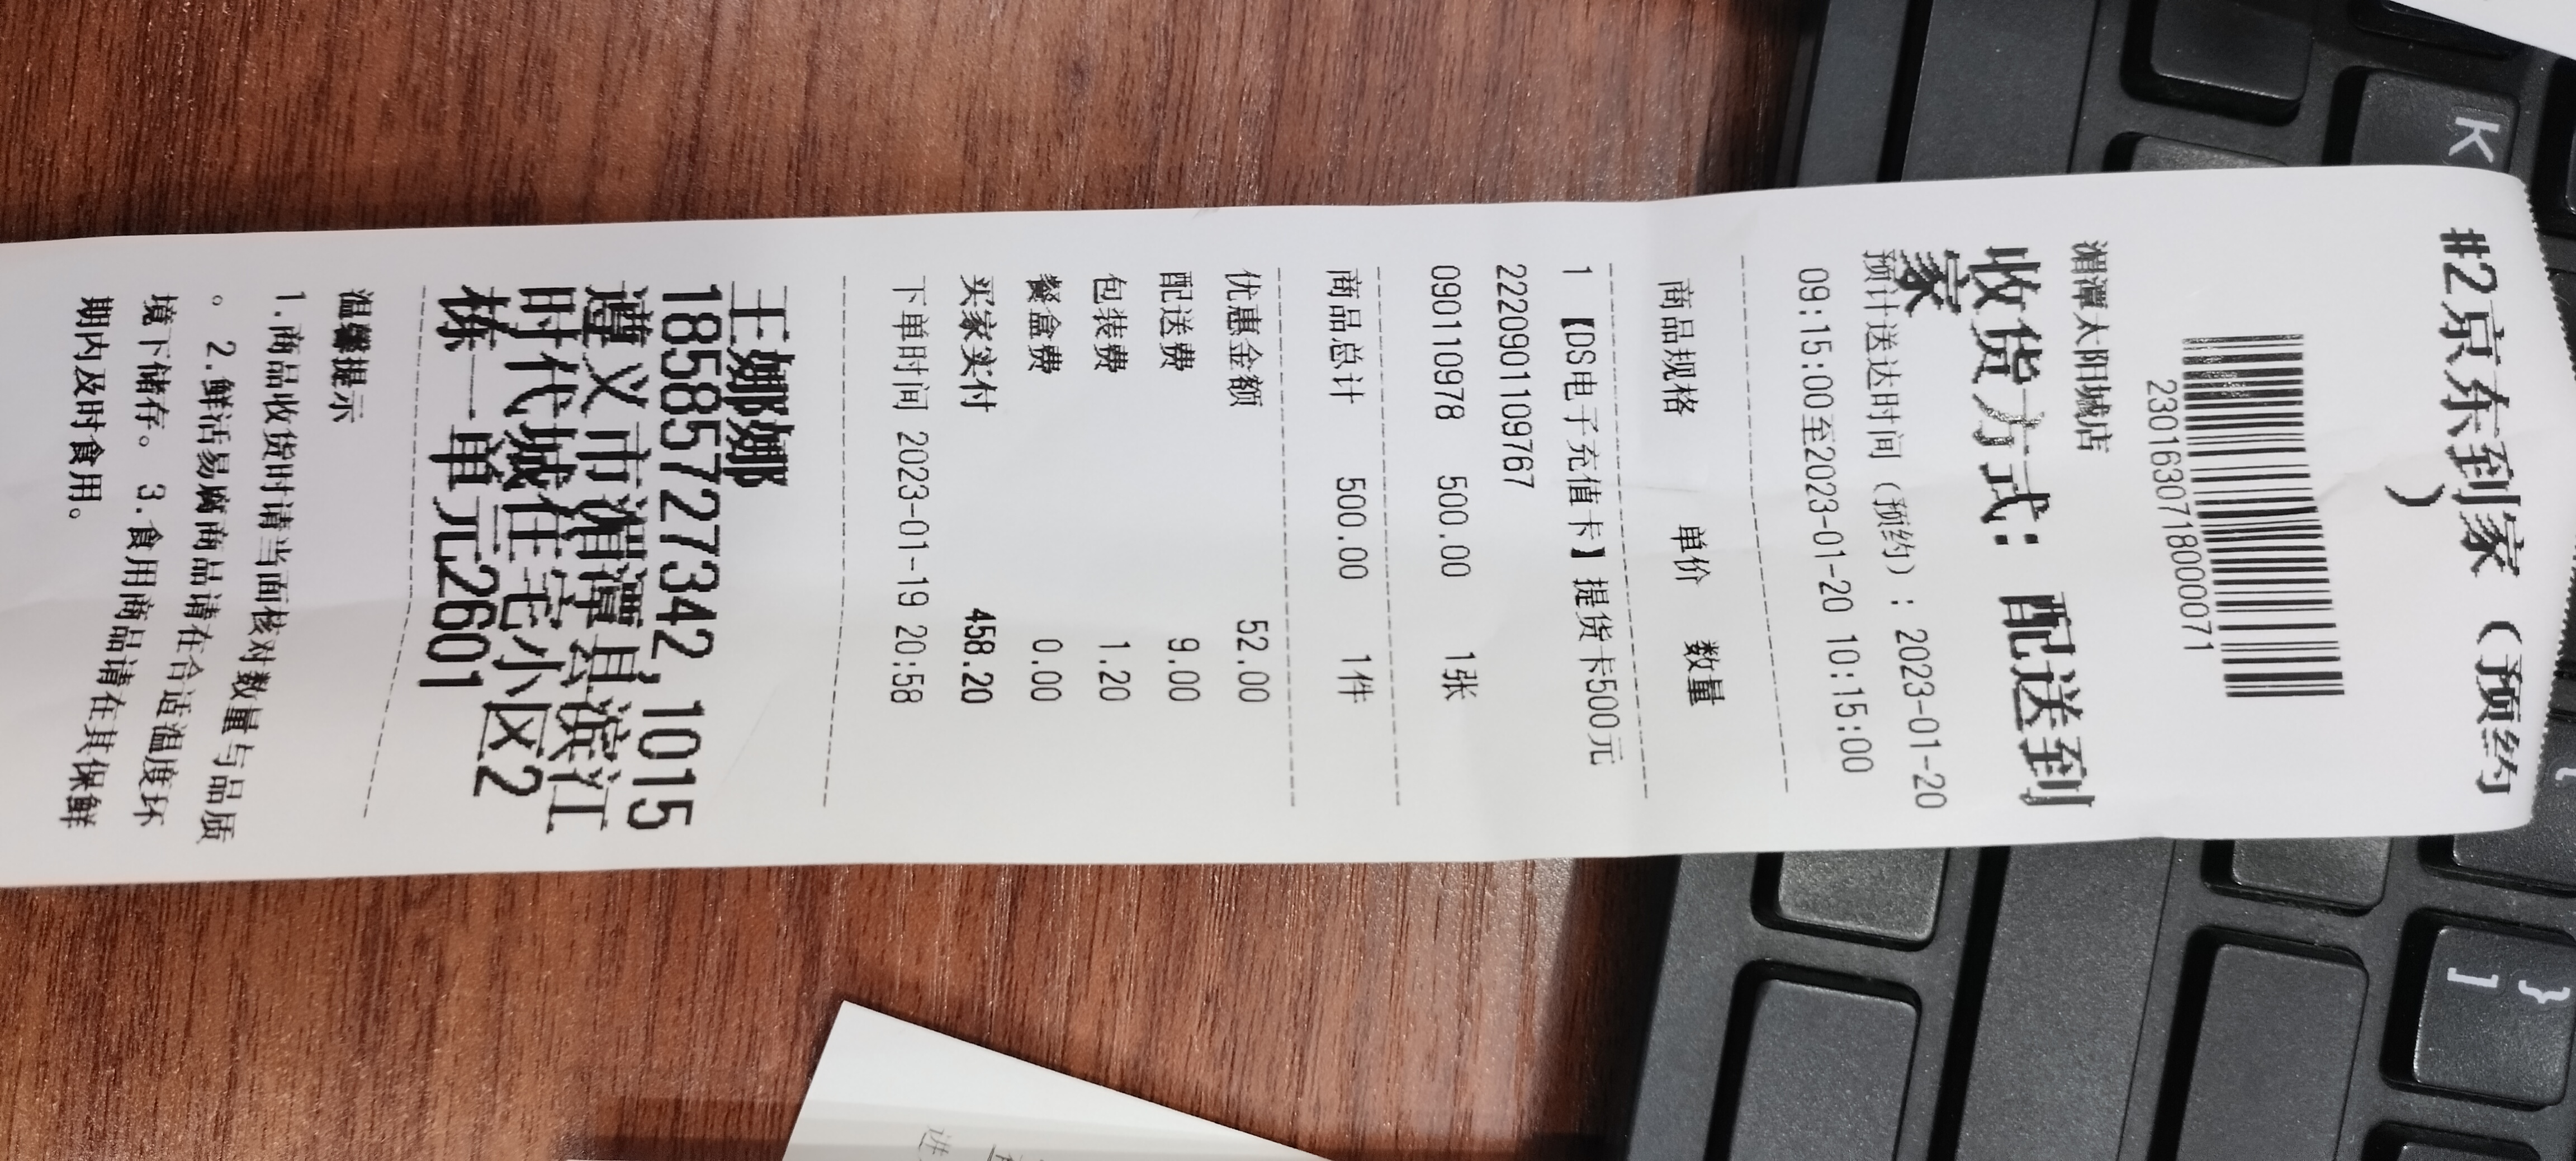 #2京东到家（预约
）
2301630718000071
湄潭太阳城店
收货方式：配送到
家
预计送达时间（预约）：2023-01-20
09:15:00至2023-01-20 10:15:00
商品规格 单价 数量
1 【DS电子充值卡】提货卡500元
2220901109767
090110978 500.00 1张
商品总计 500.00 1件
优惠金额 52.00
配送费 9.00
包装费 1.20
餐盒费 0.00
买家实付 458.20
下单时间 2023-01-19 20:58
王娜娜
18585727342,1015
遵义市湄潭县滨江
时代城住宅小区2
栋一单元2601
温馨提示
1.商品收货时请当面核对数量与品质
。 2.鲜活易腐商品请在合适温度环
境下储存。 3.食用商品请在其保鲜
期内及时食用。
K
[
{
进